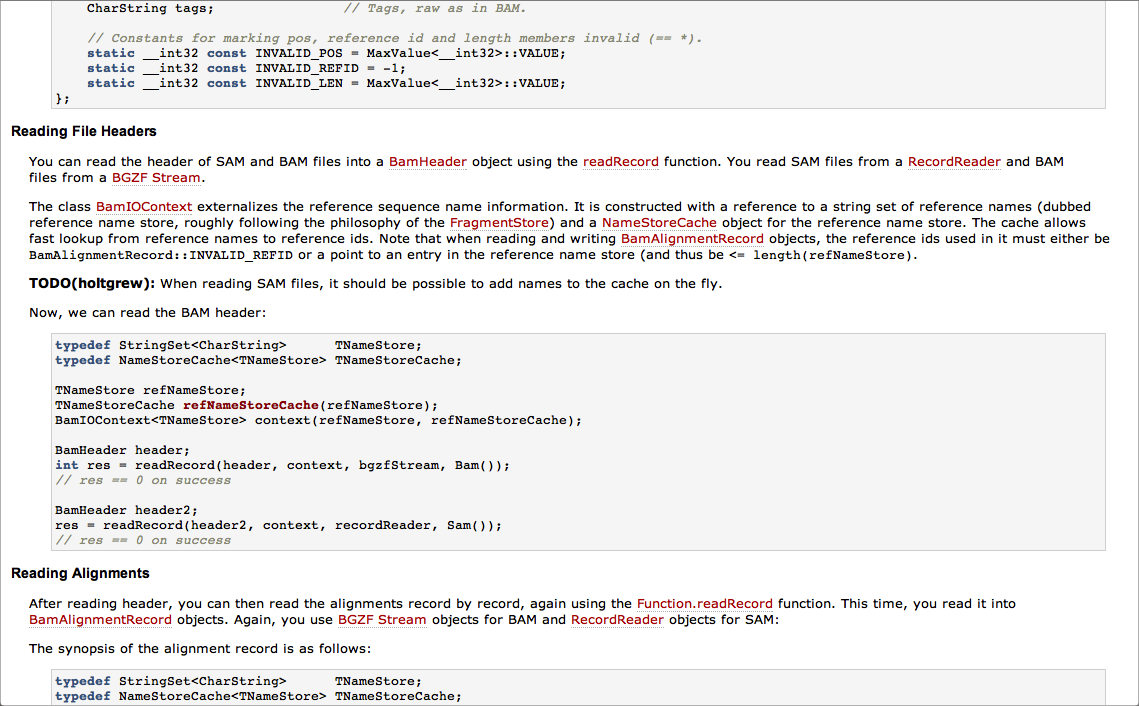 CharString tags;                // Tags, raw as in BAM.
// Constants for marking pos, reference id and length members invalid (== *).
static __int32 const INVALID_POS = MaxValue<__int32>::VALUE;
static __int32 const INVALID_REFID = -1;
static __int32 const INVALID_LEN = MaxValue<__int32>::VALUE;
};
Reading File Headers
You can read the header of SAM and BAM files into a BamHeader object using the readRecord function. You read SAM files from a RecordReader and BAM
files from a BGZF Stream.
The class BamIOContext externalizes the reference sequence name information. It is constructed with a reference to a string set of reference names (dubbed
reference name store, roughly following the philosophy of the FragmentStore) and a NameStoreCache object for the reference name store. The cache allows
fast lookup from reference names to reference ids. Note that when reading and writing BamAlignmentRecord objects, the reference ids used in it must either be
BamAlignmentRecord::INVALID_REFID or a point to an entry in the reference name store (and thus be <= length(refNameStore).
TODO(holtgrew): When reading SAM files, it should be possible to add names to the cache on the fly.
Now, we can read the BAM header:
typedef StringSet<CharString>      TNameStore;
typedef NameStoreCache<TNameStore> TNameStoreCache;
TNameStore refNameStore;
TNameStoreCache refNameStoreCache(refNameStore);
BamIOContext<TNameStore> context(refNameStore, refNameStoreCache);
BamHeader header;
int res = readRecord(header, context, bgzfStream, Bam());
// res == 0 on success
BamHeader header2;
res = readRecord(header2, context, recordReader, Sam());
// res == 0 on success
Reading Alignments
After reading header, you can then read the alignments record by record, again using the Function.readRecord function. This time, you read it into
BamAlignmentRecord objects. Again, you use BGZF Stream objects for BAM and RecordReader objects for SAM:
The synopsis of the alignment record is as follows:
typedef StringSet<CharString>      TNameStore;
typedef NameStoreCache<TNameStore> TNameStoreCache;